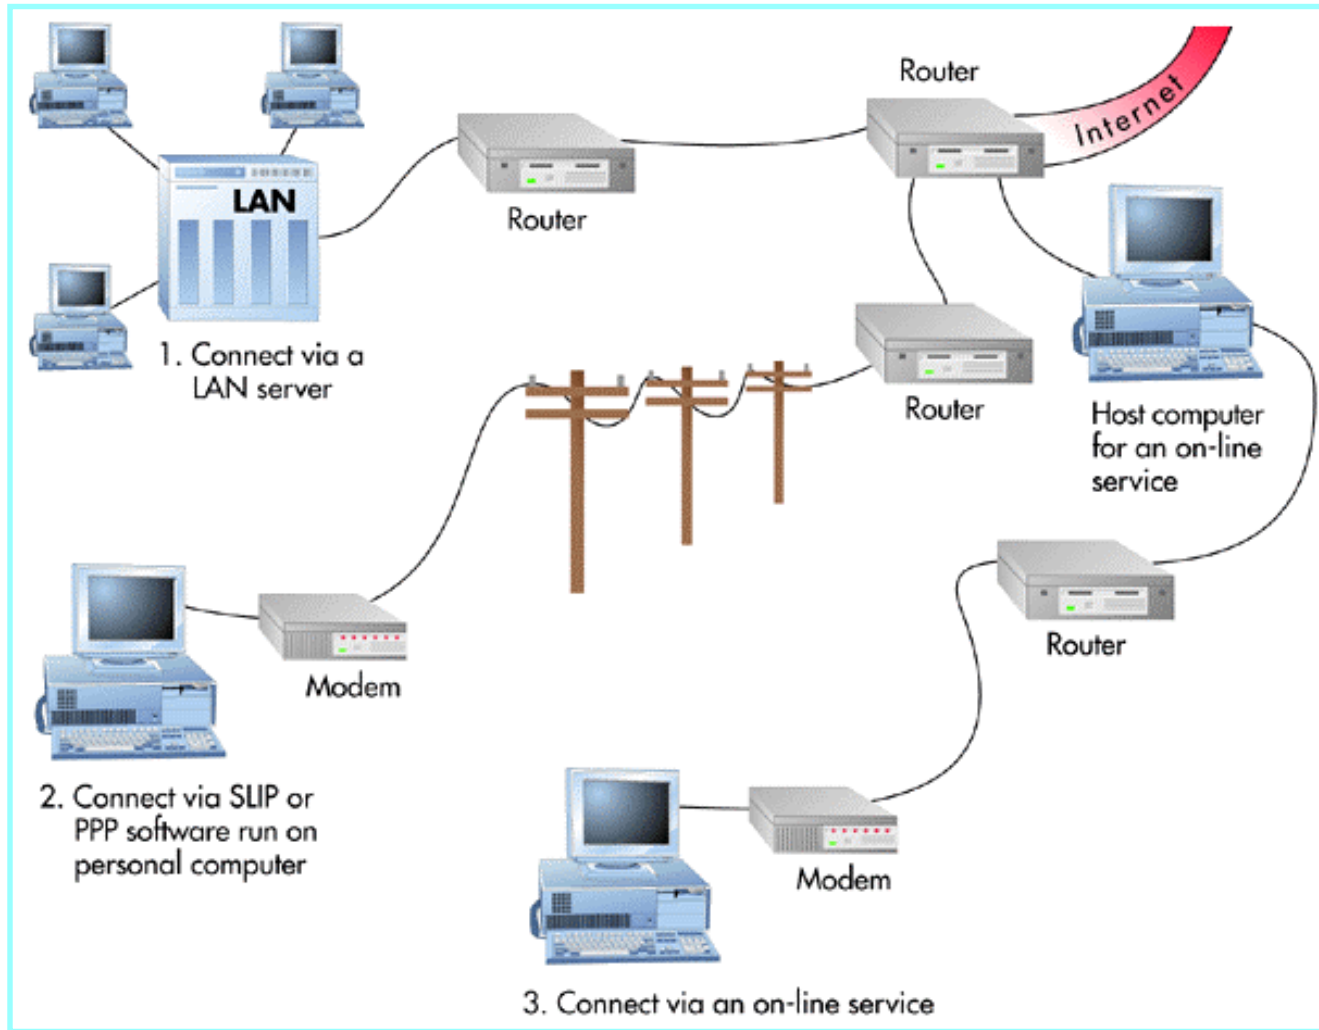 Router
Internet
LAN
Router
1. Connect via a
LAN server
Router
Host computer
for an on-line
service
Router
Modem
2. Connect via SLIP or
PPP software run on
personal computer
Modem
3. Connect via an on-line service